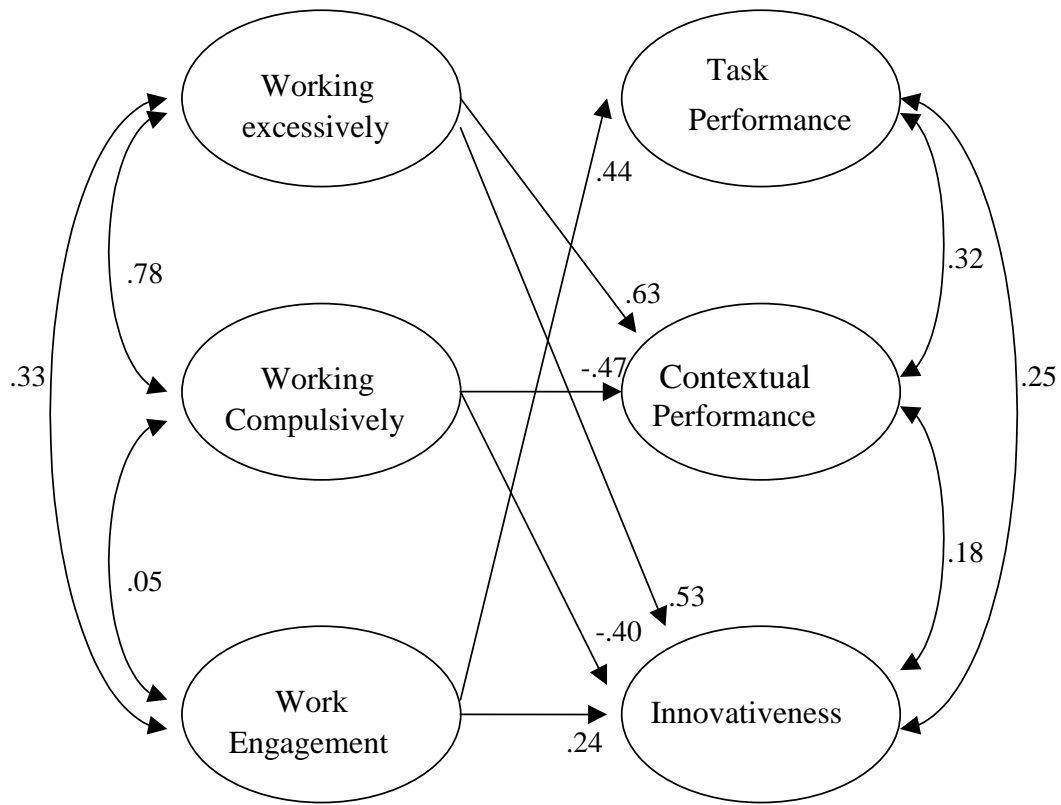 Working
excessively
Task
Performance
.44
.78
.32
.63
.33
Working
Compulsively
-.47
Contextual
Performance
.25
.05
.18
.53
-.40
Work
Engagement
.24
Innovativeness